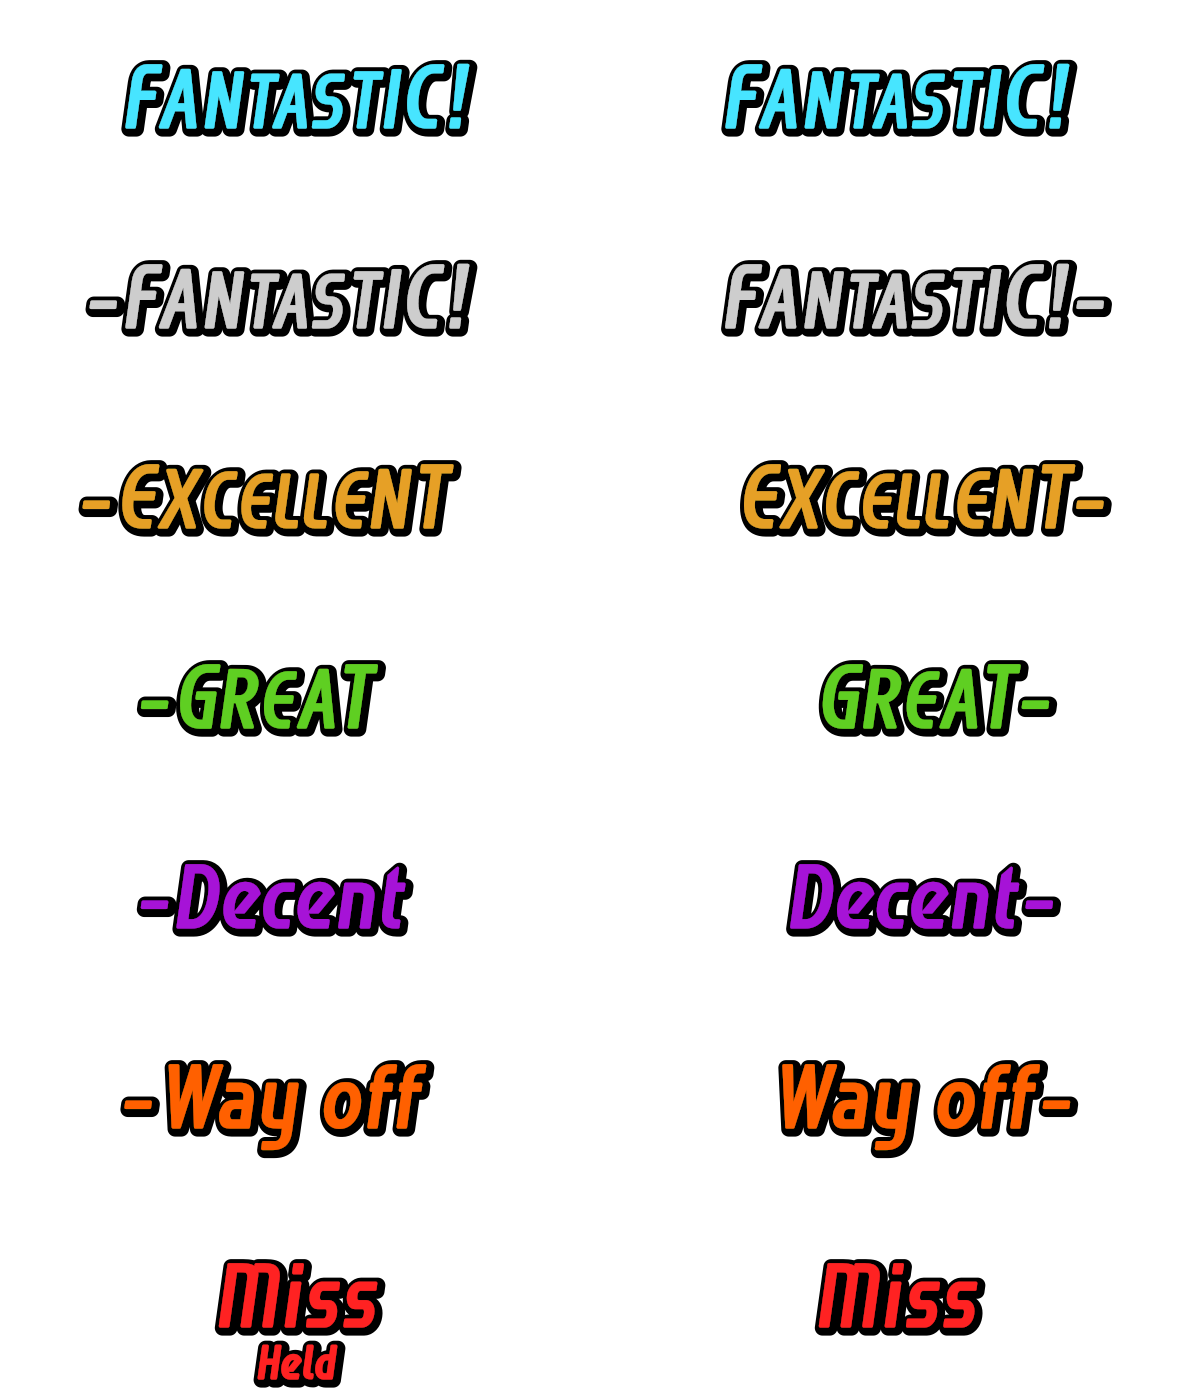 FANTASTIC! FANTASTIC!
-FANTASTIC! FANTASTIC!-
-EXCELLENT EXCELLENT-
-GREAT GREAT-
-Decent Decent-
-Way off Way off-
Miss Miss
Held